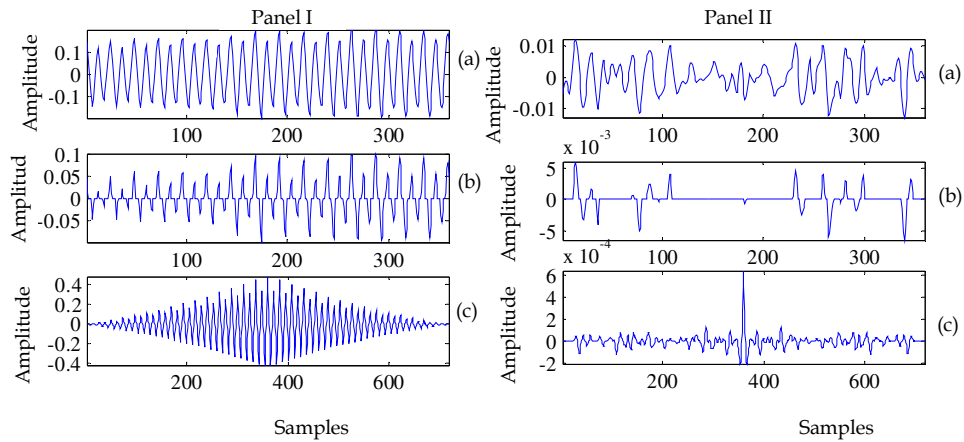 Panel I
Amplitude
0.1
0
-0.1
100
200
300
(a)
Amplitud
0.1
0.05
0
-0.05
100
200
300
(b)
Amplitude
0.4
0.2
0
-0.2
-0.4
200
400
600
(c)
Samples
Panel II
Amplitude
0.01
0
-0.01
100
200
300
(a)
x 10⁻³
Amplitude
5
0
-5
100
200
300
(b)
x 10⁻⁴
Amplitude
6
4
2
0
-2
200
400
600
(c)
Samples